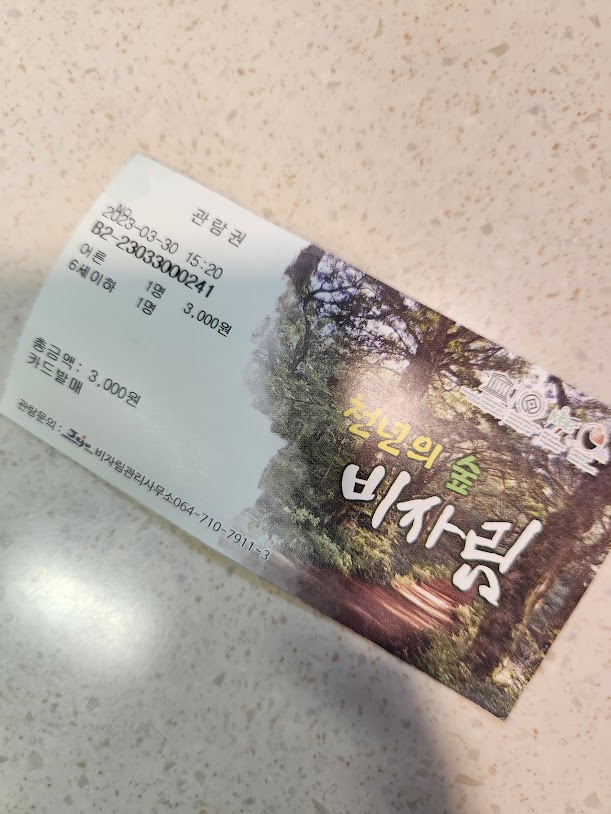 관람권
2023-03-30 15:20
B2-23033000241
어른 1명 3,000원
6세이하 1명
총금액: 3,000원
카드발매
관람문의: 비자림관리사무소064-710-7911~3
천년의 숲
비자림